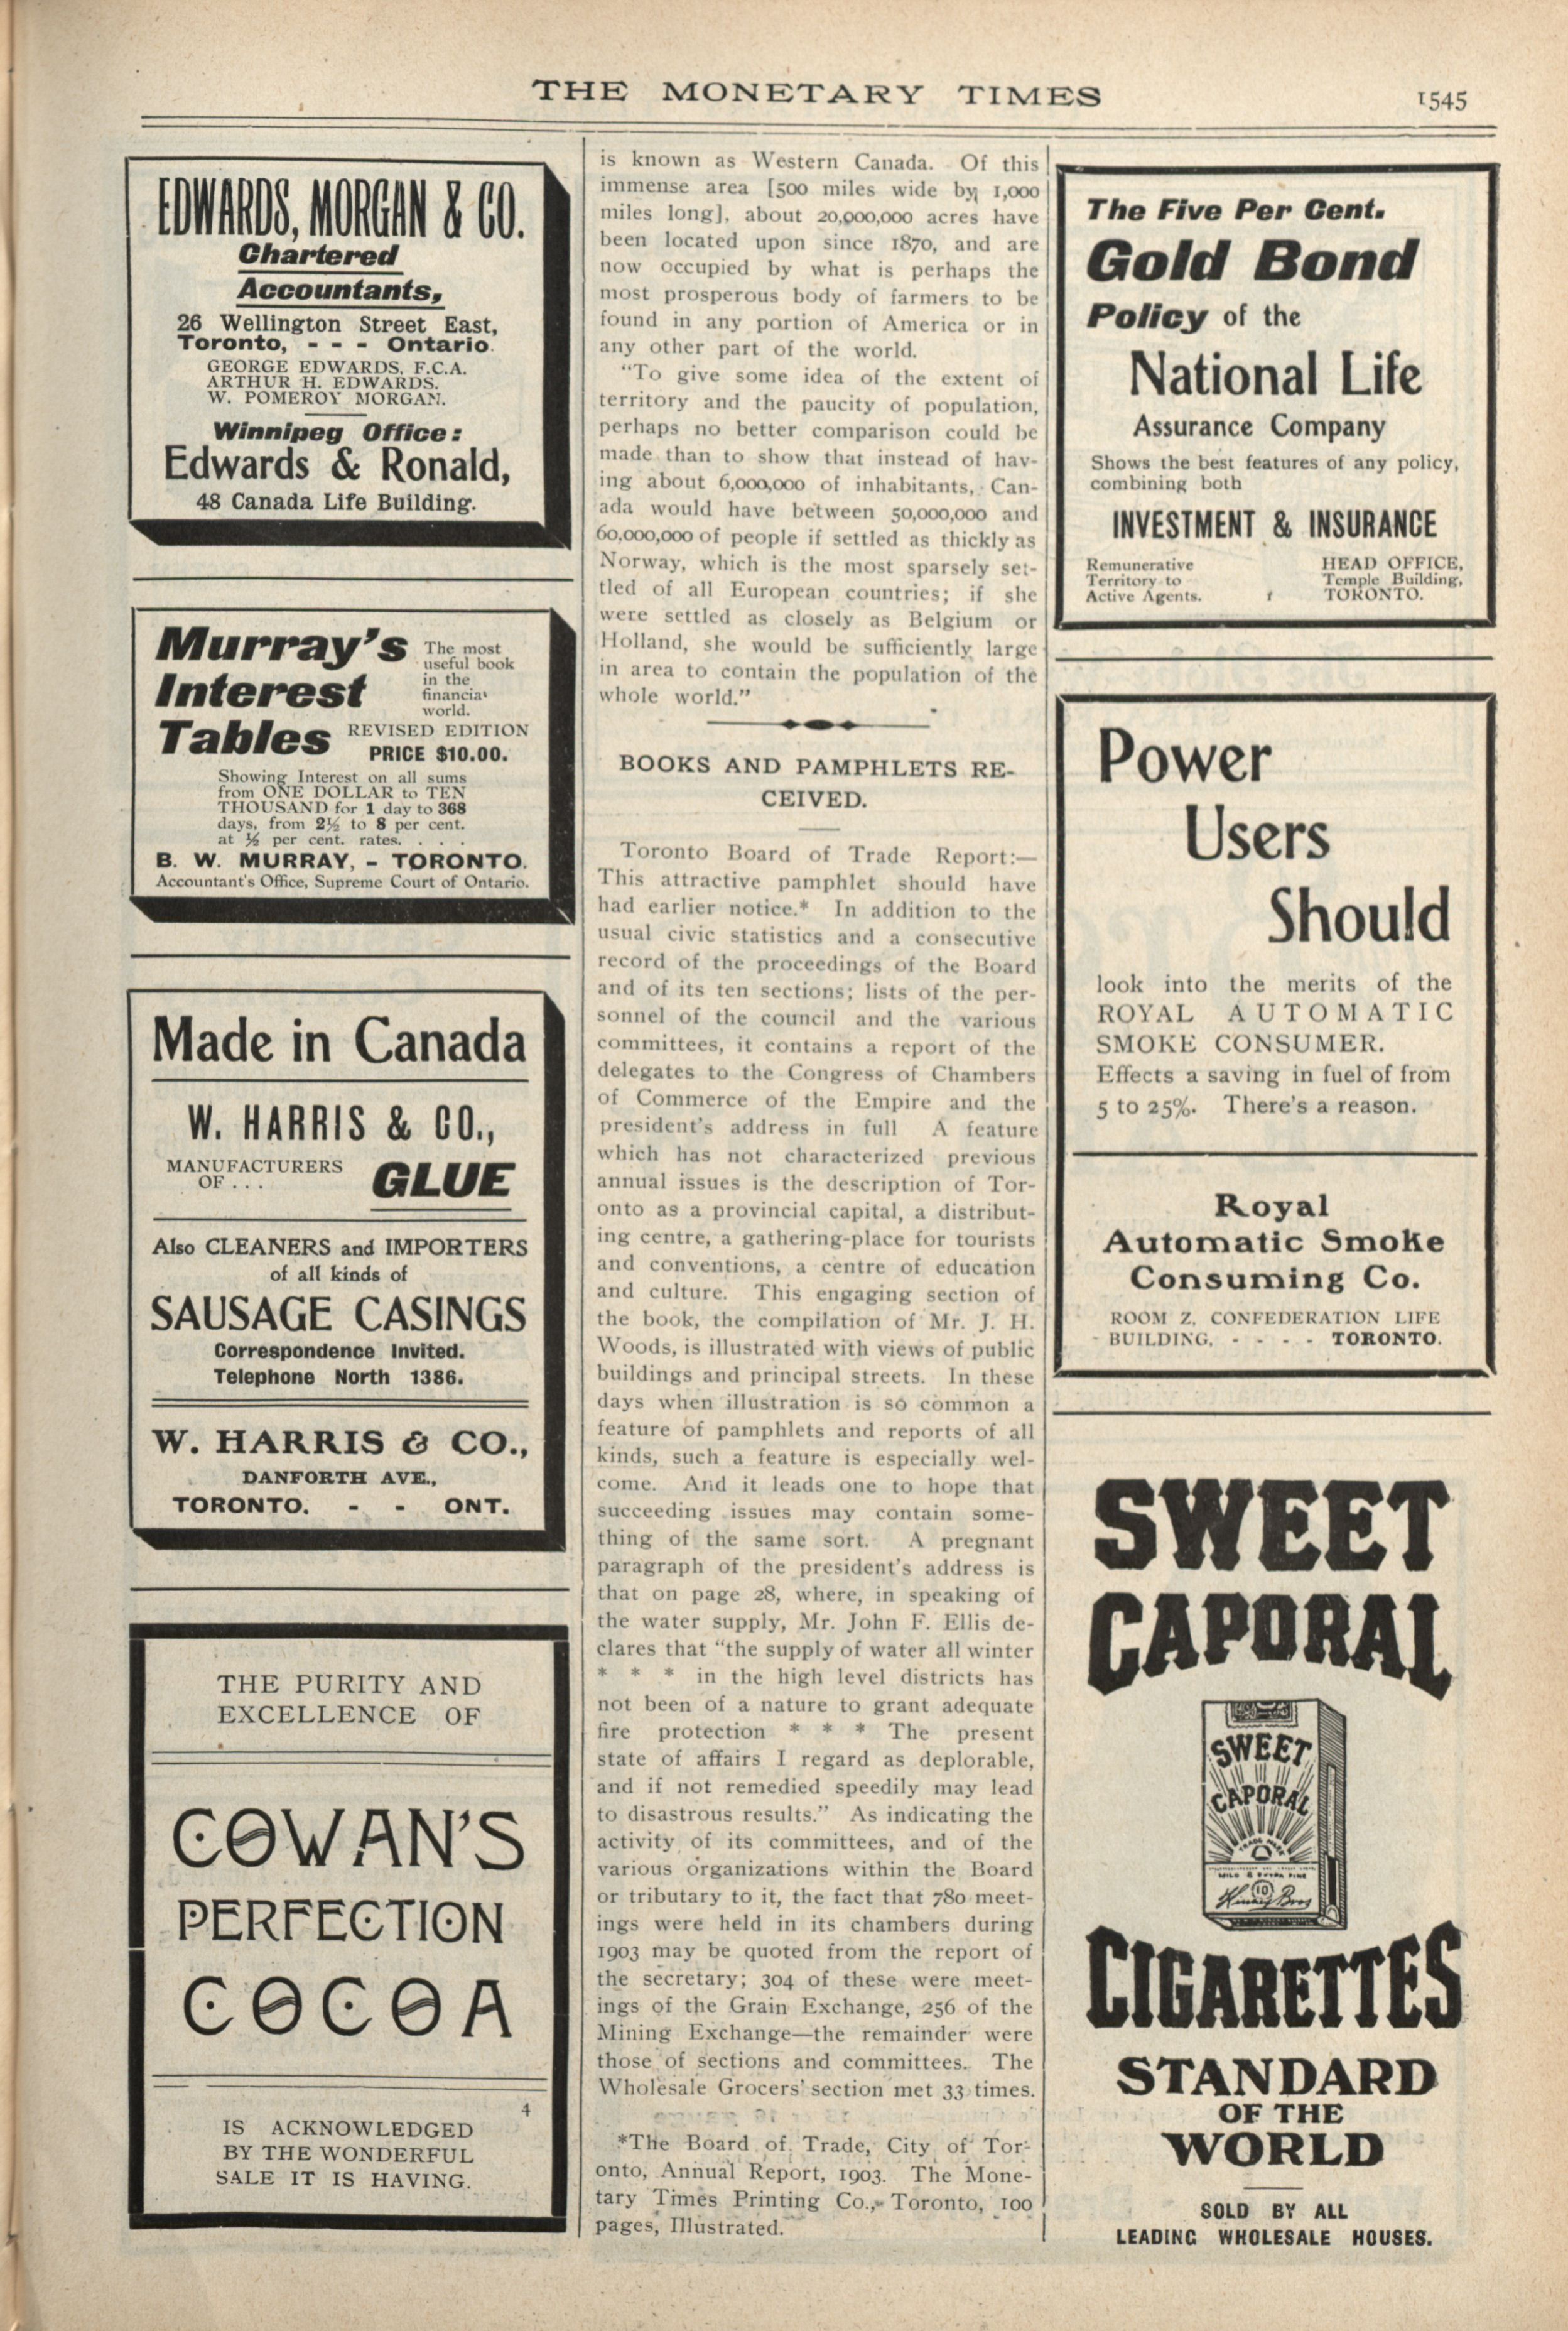 THE MONETARY TIMES
1545
EDWARDS, MORGAN & CO.
Chartered
Accountants,
26 Wellington Street East,
Toronto, - - - Ontario.
GEORGE EDWARDS, F.C.A.
ARTHUR H. EDWARDS.
W. POMEROY MORGAN.
Winnipeg Office:
Edwards & Ronald,
48 Canada Life Building.
Murray's
Interest
Tables
The most
useful book
in the
financial
world.
REVISED EDITION
PRICE $10.00.
Showing Interest on all sums
from ONE DOLLAR to TEN
THOUSAND for 1 day to 368
days, from 2½ to 8 per cent.
at ½ per cent. rates. . . .
B. W. MURRAY, - TORONTO.
Accountant's Office, Supreme Court of Ontario.
Made in Canada
W. HARRIS & CO.,
MANUFACTURERS
OF . . .
GLUE
Also CLEANERS and IMPORTERS
of all kinds of
SAUSAGE CASINGS
Correspondence Invited.
Telephone North 1386.
W. HARRIS & CO.,
DANFORTH AVE.,
TORONTO. - - ONT.
THE PURITY AND
EXCELLENCE OF
COWAN'S
PERFECTION
COCOA
4
IS ACKNOWLEDGED
BY THE WONDERFUL
SALE IT IS HAVING.
is known as Western Canada. Of this
immense area [500 miles wide by 1,000
miles long], about 20,000,000 acres have
been located upon since 1870, and are
now occupied by what is perhaps the
most prosperous body of farmers to be
found in any portion of America or in
any other part of the world.
"To give some idea of the extent of
territory and the paucity of population,
perhaps no better comparison could be
made than to show that instead of hav-
ing about 6,000,000 of inhabitants, Can-
ada would have between 50,000,000 and
60,000,000 of people if settled as thickly as
Norway, which is the most sparsely set-
tled of all European countries; if she
were settled as closely as Belgium or
Holland, she would be sufficiently large
in area to contain the population of the
whole world."
BOOKS AND PAMPHLETS RE-
CEIVED.
Toronto Board of Trade Report:—
This attractive pamphlet should have
had earlier notice.* In addition to the
usual civic statistics and a consecutive
record of the proceedings of the Board
and of its ten sections; lists of the per-
sonnel of the council and the various
committees, it contains a report of the
delegates to the Congress of Chambers
of Commerce of the Empire and the
president's address in full A feature
which has not characterized previous
annual issues is the description of Tor-
onto as a provincial capital, a distribut-
ing centre, a gathering-place for tourists
and conventions, a centre of education
and culture. This engaging section of
the book, the compilation of Mr. J. H.
Woods, is illustrated with views of public
buildings and principal streets. In these
days when illustration is so common a
feature of pamphlets and reports of all
kinds, such a feature is especially wel-
come. And it leads one to hope that
succeeding issues may contain some-
thing of the same sort. A pregnant
paragraph of the president's address is
that on page 28, where, in speaking of
the water supply, Mr. John F. Ellis de-
clares that "the supply of water all winter
* * * in the high level districts has
not been of a nature to grant adequate
fire protection * * * The present
state of affairs I regard as deplorable,
and if not remedied speedily may lead
to disastrous results." As indicating the
activity of its committees, and of the
various organizations within the Board
or tributary to it, the fact that 780 meet-
ings were held in its chambers during
1903 may be quoted from the report of
the secretary; 304 of these were meet-
ings of the Grain Exchange, 256 of the
Mining Exchange—the remainder were
those of sections and committees. The
Wholesale Grocers' section met 33 times.
*The Board of Trade, City of Tor-
onto, Annual Report, 1903. The Mone-
tary Times Printing Co., Toronto, 100
pages, Illustrated.
The Five Per Cent.
Gold Bond
Policy of the
National Life
Assurance Company
Shows the best features of any policy,
combining both
INVESTMENT & INSURANCE
Remunerative
Territory to
Active Agents.
HEAD OFFICE,
Temple Building,
TORONTO.
Power
Users
Should
look into the merits of the
ROYAL AUTOMATIC
SMOKE CONSUMER.
Effects a saving in fuel of from
5 to 25%. There's a reason.
Royal
Automatic Smoke
Consuming Co.
ROOM Z, CONFEDERATION LIFE
BUILDING, - - - - TORONTO.
SWEET
CAPORAL
SWEET
CAPORAL
TRADE MARK
MILD & EXTRA FINE
10
Kinney Bros
CIGARETTES
STANDARD
OF THE
WORLD
SOLD BY ALL
LEADING WHOLESALE HOUSES.